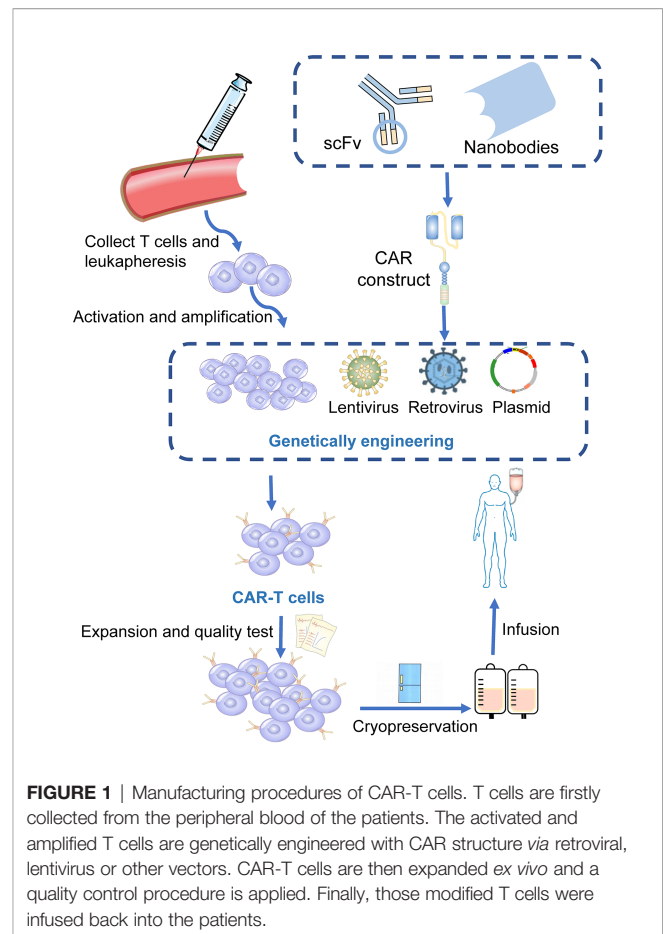 scFv
Nanobodies
Collect T cells and
leukapheresis
CAR
construct
Activation and amplification
Lentivirus Retrovirus Plasmid
Genetically engineering
CAR-T cells
Expansion and quality test
Infusion
Cryopreservation
FIGURE 1 | Manufacturing procedures of CAR-T cells. T cells are firstly
collected from the peripheral blood of the patients. The activated and
amplified T cells are genetically engineered with CAR structure via retroviral,
lentivirus or other vectors. CAR-T cells are then expanded ex vivo and a
quality control procedure is applied. Finally, those modified T cells were
infused back into the patients.